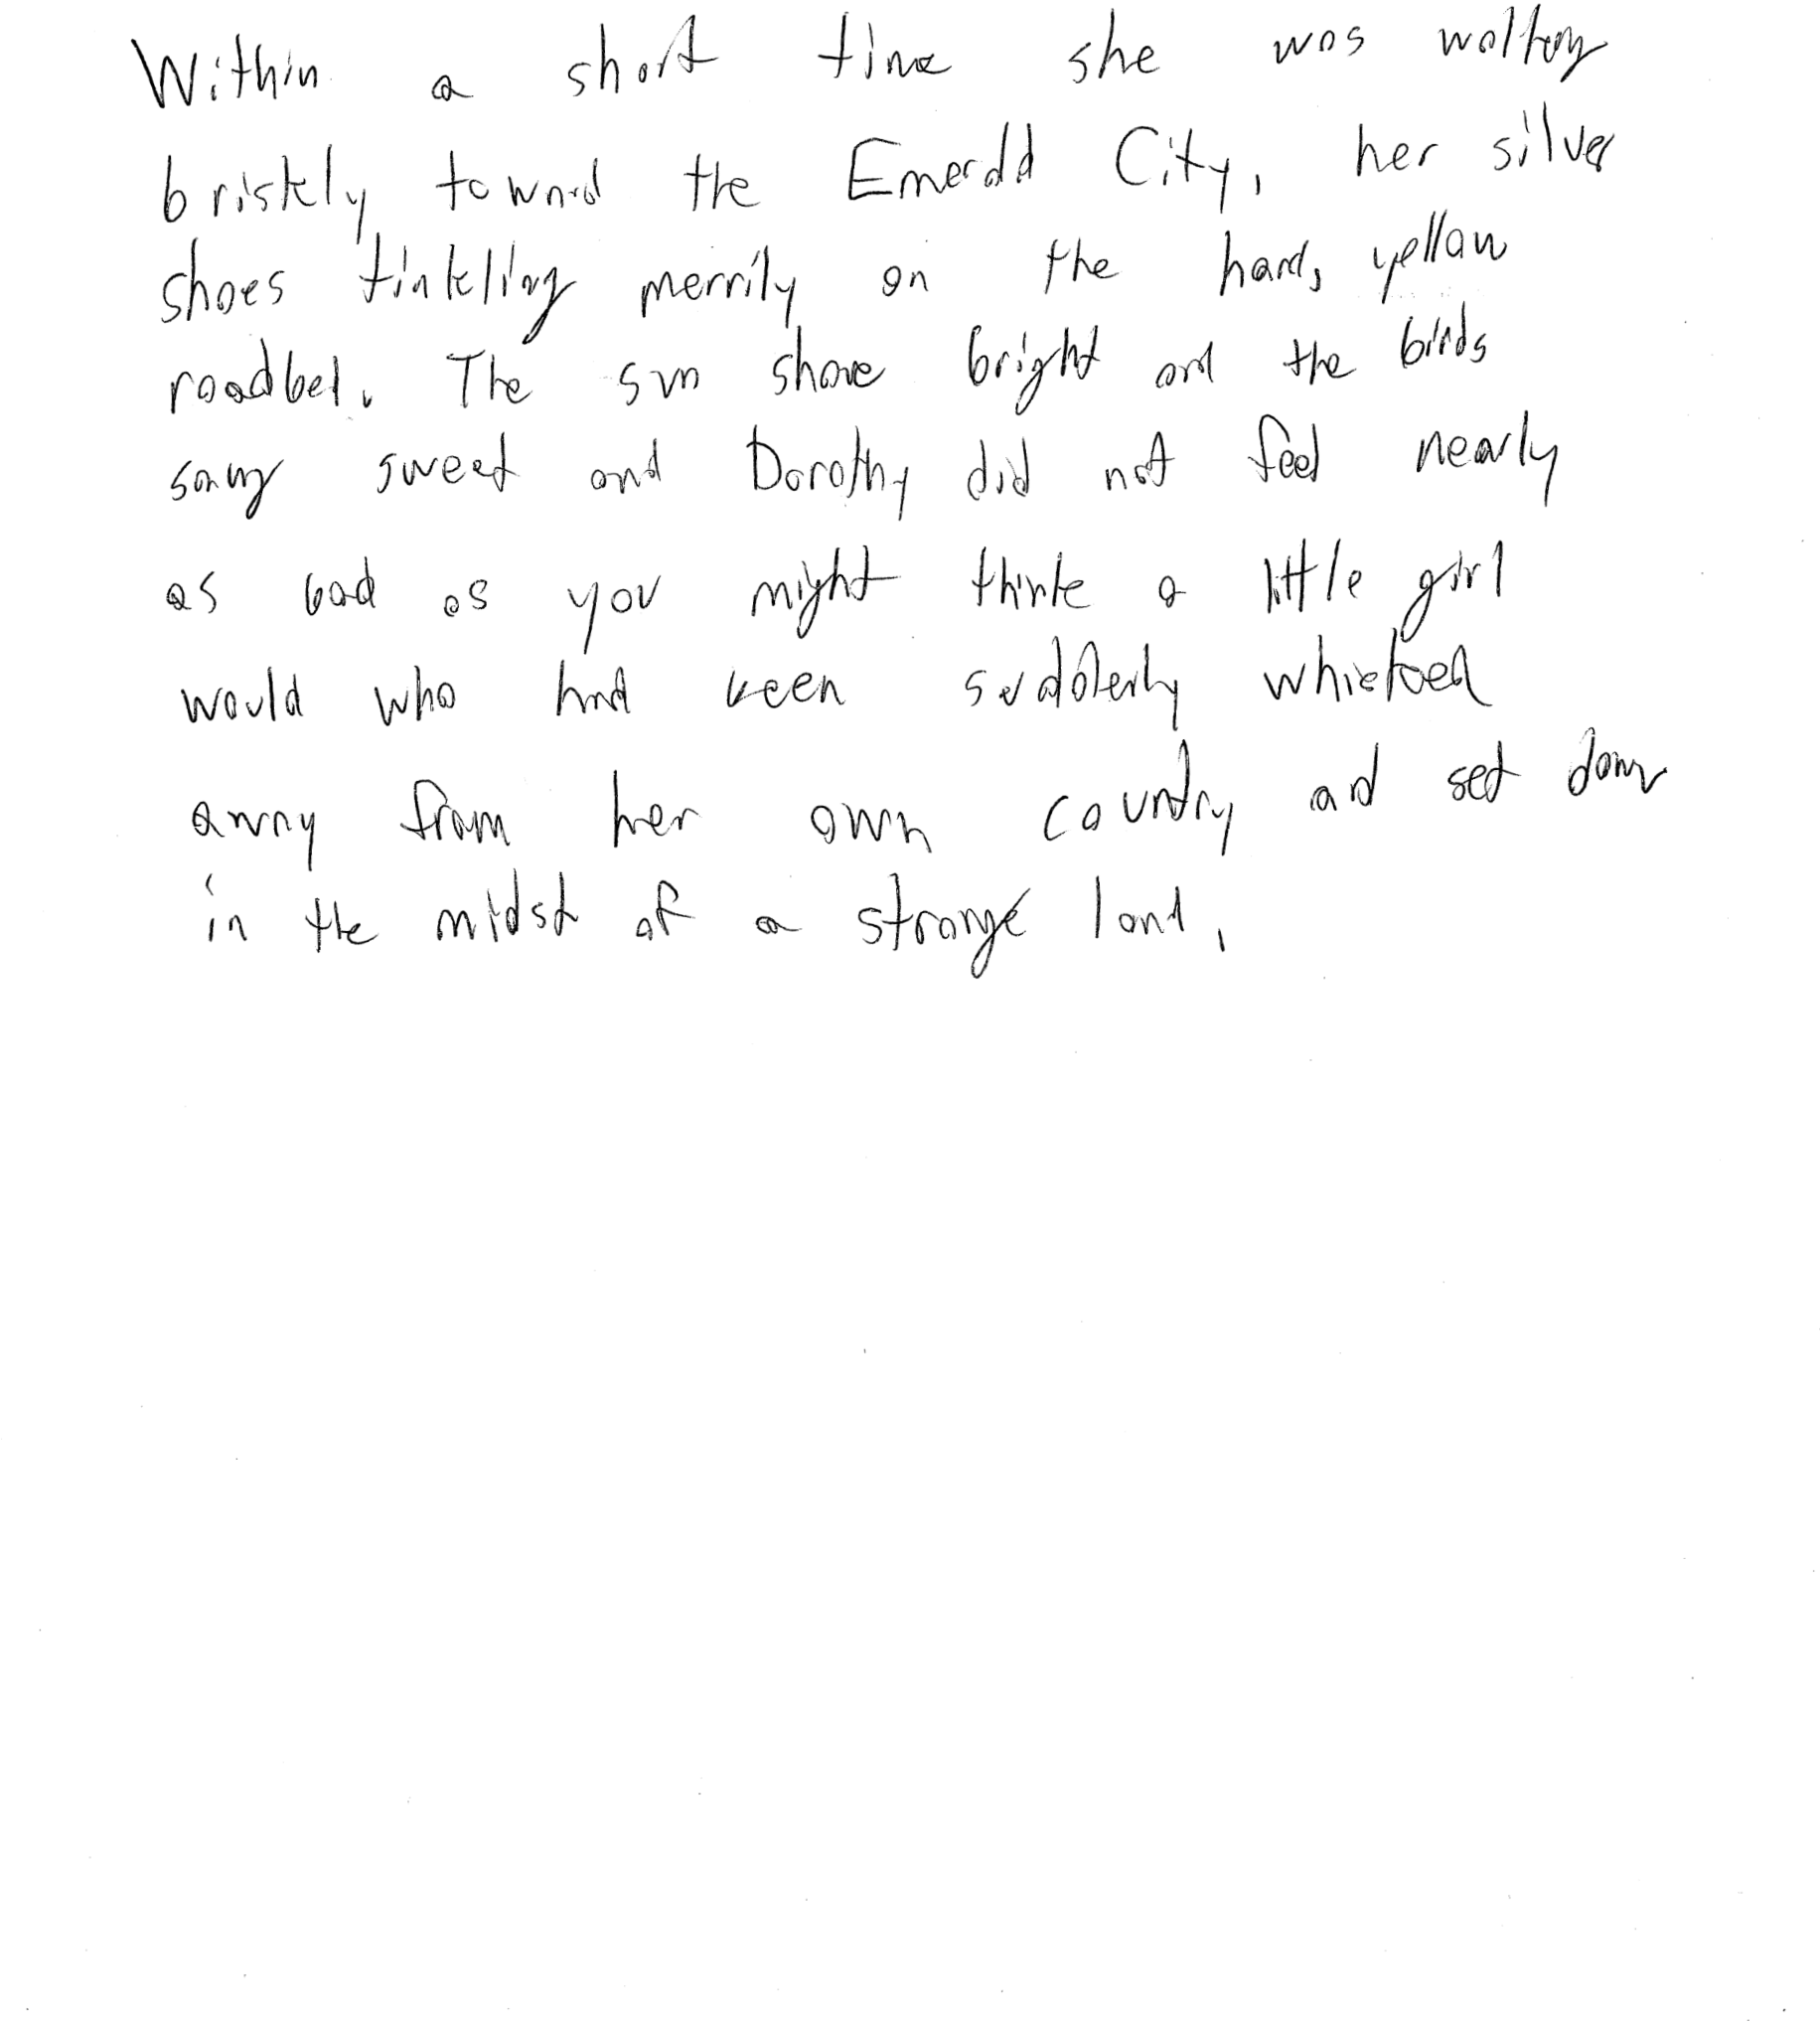 Within a short time she was walking
briskly toward the Emerald City, her silver
shoes tinkling merrily on the hard, yellow
roadbed. The sun shone bright and the birds
sang sweet and Dorothy did not feel nearly
as bad as you might think a little girl
would who had been suddenly whisked
away from her own country and set down
in the midst of a strange land.